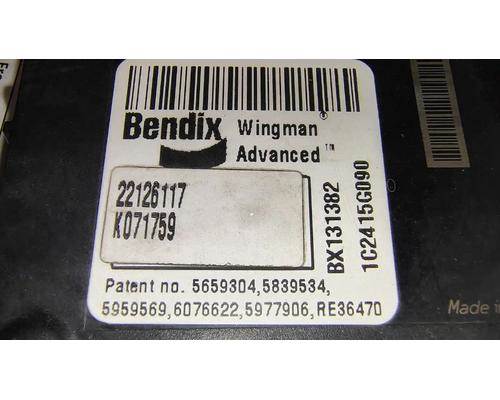 Bendix Wingman®
Advanced™
22126117
K071759
BX131382
1C2415G090
Patent no. 5659304,5839534,
5959569,6076622,5977906,RE36470
Made i